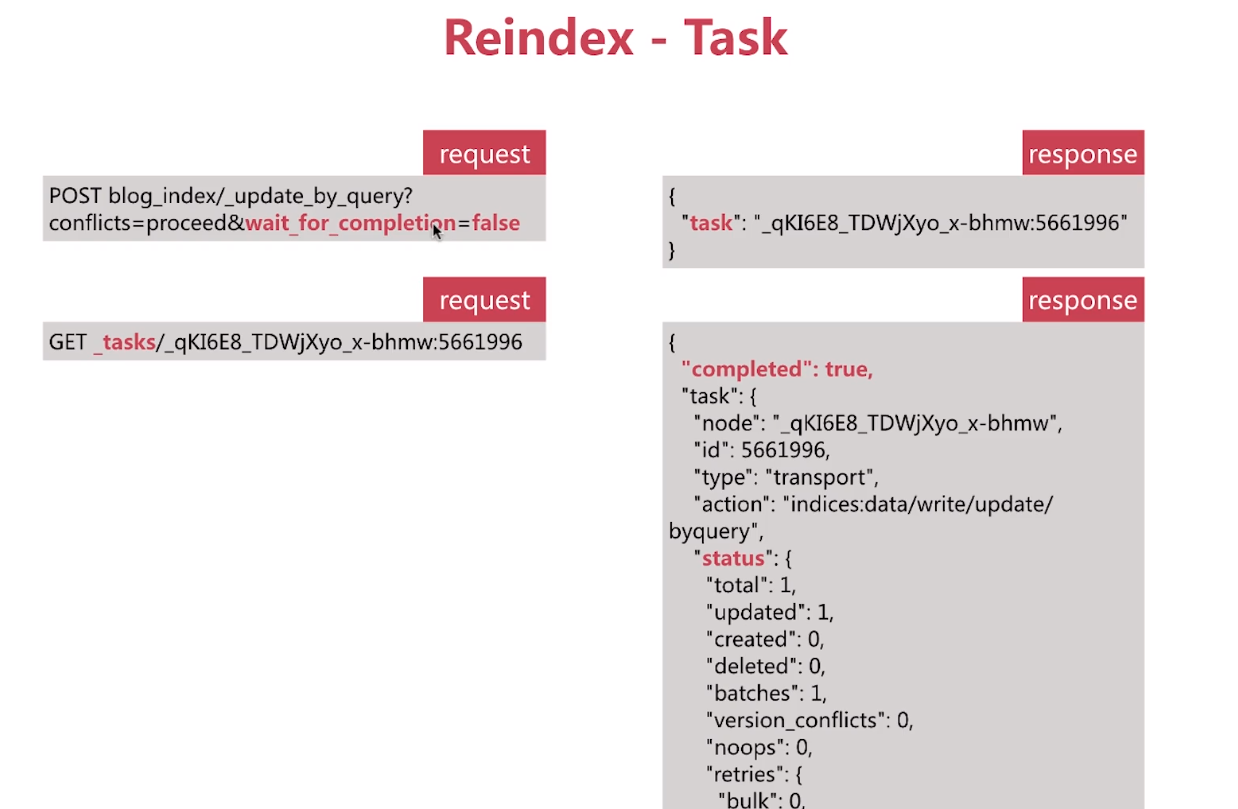 Reindex - Task
request
POST blog_index/_update_by_query?
conflicts=proceed&wait_for_completion=false
response
{
"task": "_qKI6E8_TDWjXyo_x-bhmw:5661996"
}
request
GET _tasks/_qKI6E8_TDWjXyo_x-bhmw:5661996
response
{
"completed": true,
"task": {
"node": "_qKI6E8_TDWjXyo_x-bhmw",
"id": 5661996,
"type": "transport",
"action": "indices:data/write/update/
byquery",
"status": {
"total": 1,
"updated": 1,
"created": 0,
"deleted": 0,
"batches": 1,
"version_conflicts": 0,
"noops": 0,
"retries": {
"bulk": 0,